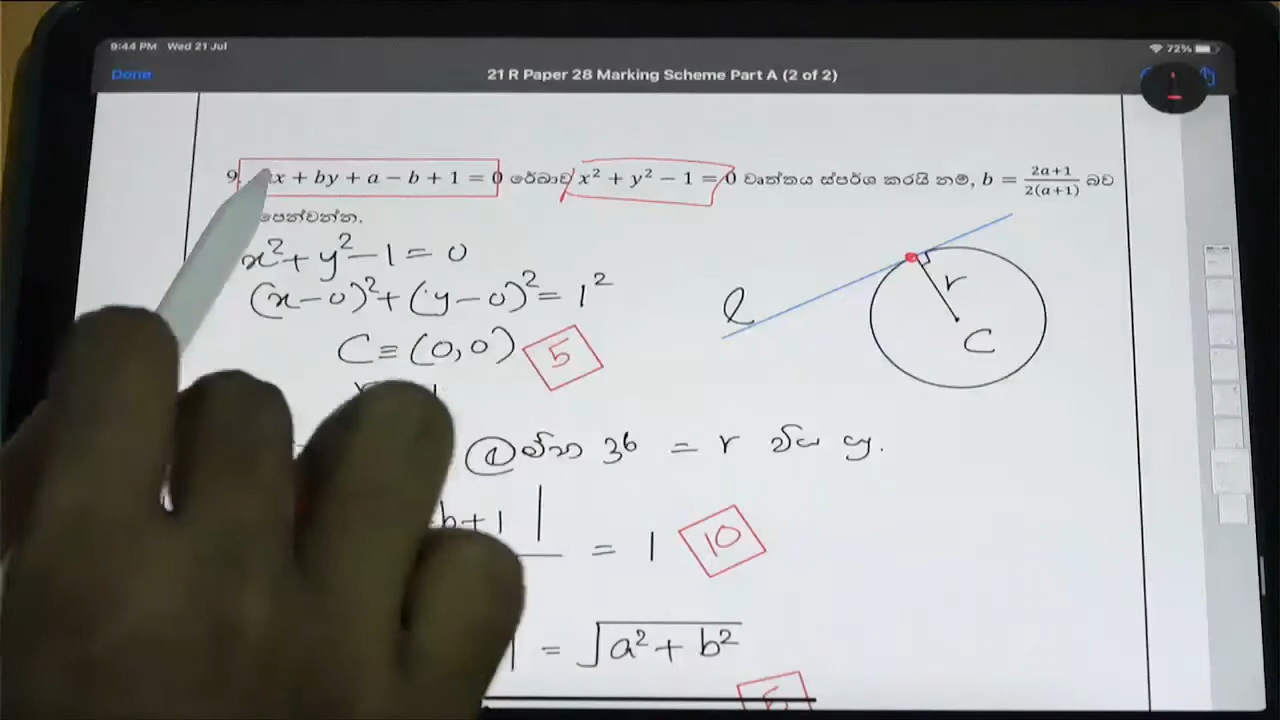 9:44 PM Wed 21 Jul 72%
Done 21 R Paper 28 Marking Scheme Part A (2 of 2)
9. x + by + a − b + 1 = 0 රේඛාව x² + y² − 1 = 0 වෘත්තය ස්පර්ශ කරයි නම්, b = (2a+1)/(2(a+1)) බව
පෙන්වන්න.
x² + y² − 1 = 0
(x − 0)² + (y − 0)² = 1²
C ≡ (0,0) 5
l r C
= r
b + 1 | = 1 10
| = √(a² + b²)